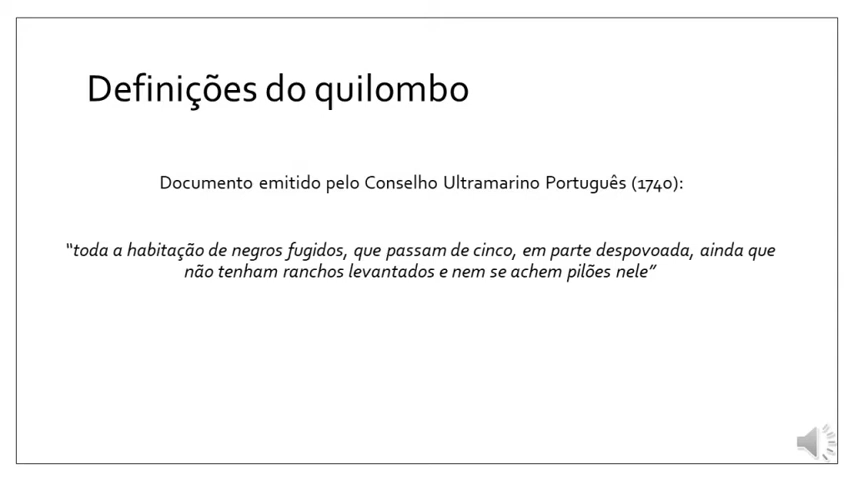 Definições do quilombo
Documento emitido pelo Conselho Ultramarino Português (1740):
“toda a habitação de negros fugidos, que passam de cinco, em parte despovoada, ainda que
não tenham ranchos levantados e nem se achem pilões nele”